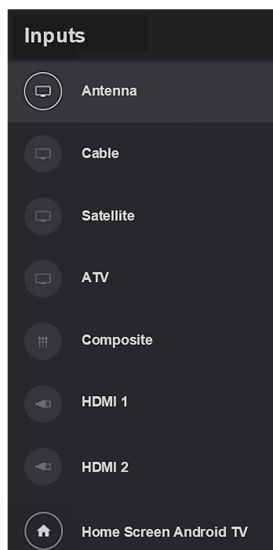 Inputs
Antenna
Cable
Satellite
ATV
Composite
HDMI 1
HDMI 2
Home Screen Android TV